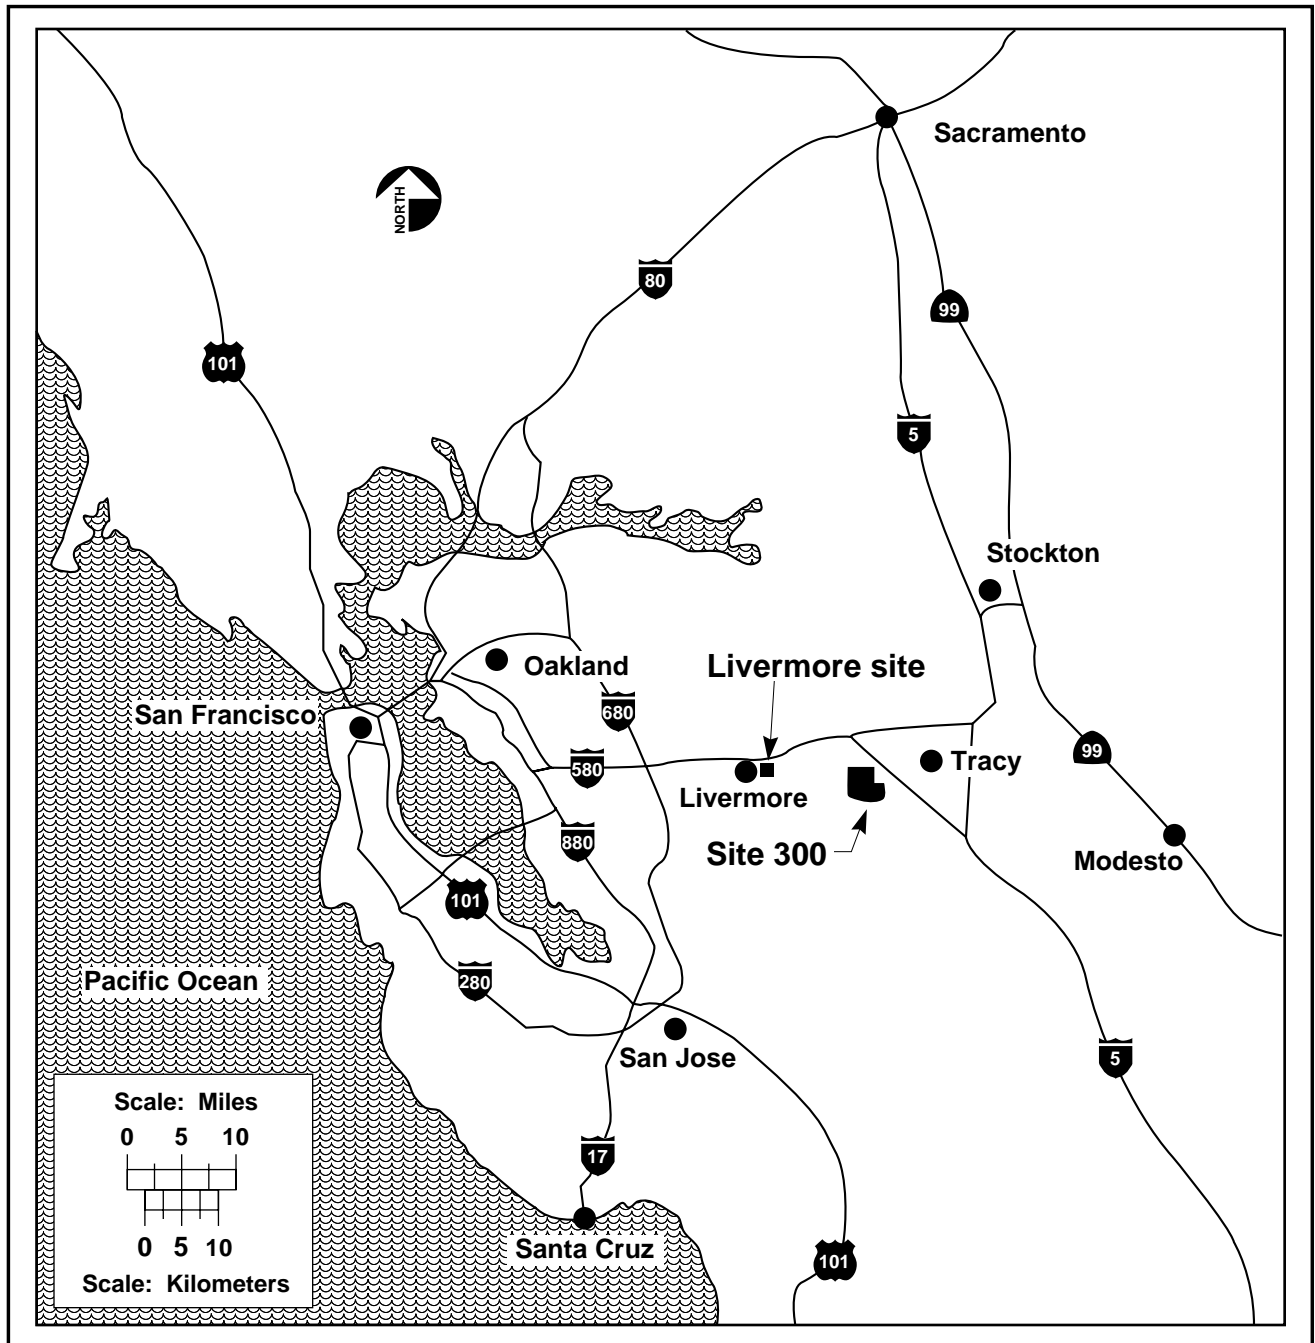 Sacramento
NORTH
80
99
101
5
Stockton
Oakland
Livermore site
San Francisco
680
580
Tracy
99
Livermore
880
Site 300
Modesto
101
Pacific Ocean
280
San Jose
5
Scale: Miles
0 5 10
17
0 5 10
Santa Cruz
101
Scale: Kilometers